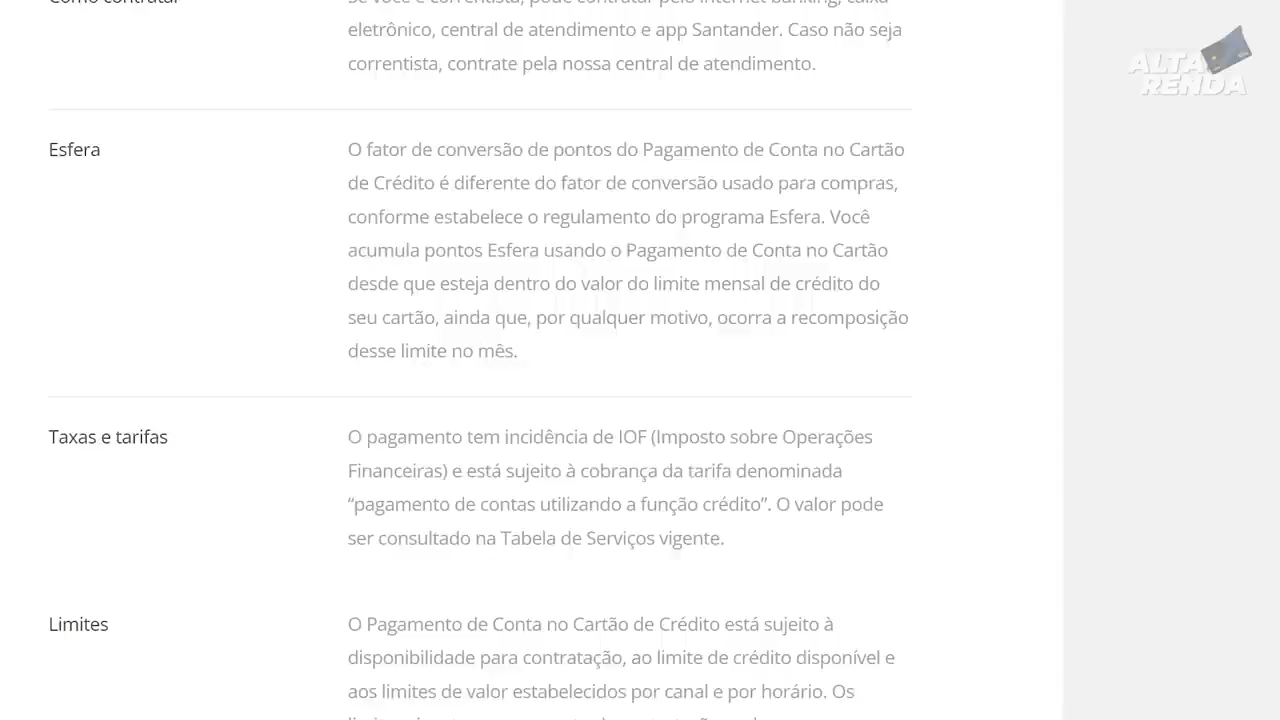 Como contratar
Se você é correntista, pode contratar pelo internet banking, caixa
eletrônico, central de atendimento e app Santander. Caso não seja
correntista, contrate pela nossa central de atendimento.
ALTA
RENDA
Esfera
O fator de conversão de pontos do Pagamento de Conta no Cartão
de Crédito é diferente do fator de conversão usado para compras,
conforme estabelece o regulamento do programa Esfera. Você
acumula pontos Esfera usando o Pagamento de Conta no Cartão
desde que esteja dentro do valor do limite mensal de crédito do
seu cartão, ainda que, por qualquer motivo, ocorra a recomposição
desse limite no mês.
Taxas e tarifas
O pagamento tem incidência de IOF (Imposto sobre Operações
Financeiras) e está sujeito à cobrança da tarifa denominada
“pagamento de contas utilizando a função crédito”. O valor pode
ser consultado na Tabela de Serviços vigente.
Limites
O Pagamento de Conta no Cartão de Crédito está sujeito à
disponibilidade para contratação, ao limite de crédito disponível e
aos limites de valor estabelecidos por canal e por horário. Os